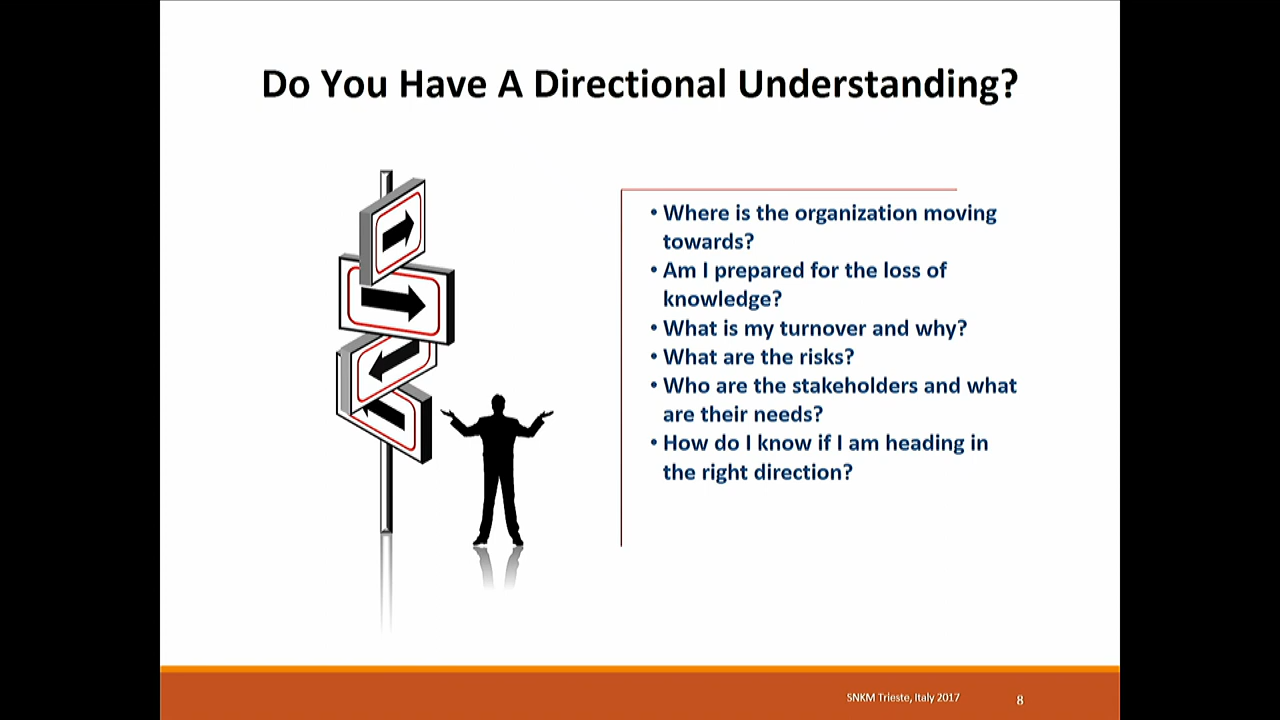 Do You Have A Directional Understanding?
• Where is the organization moving
towards?
• Am I prepared for the loss of
knowledge?
• What is my turnover and why?
• What are the risks?
• Who are the stakeholders and what
are their needs?
• How do I know if I am heading in
the right direction?
SNKM Trieste, Italy 2017
8